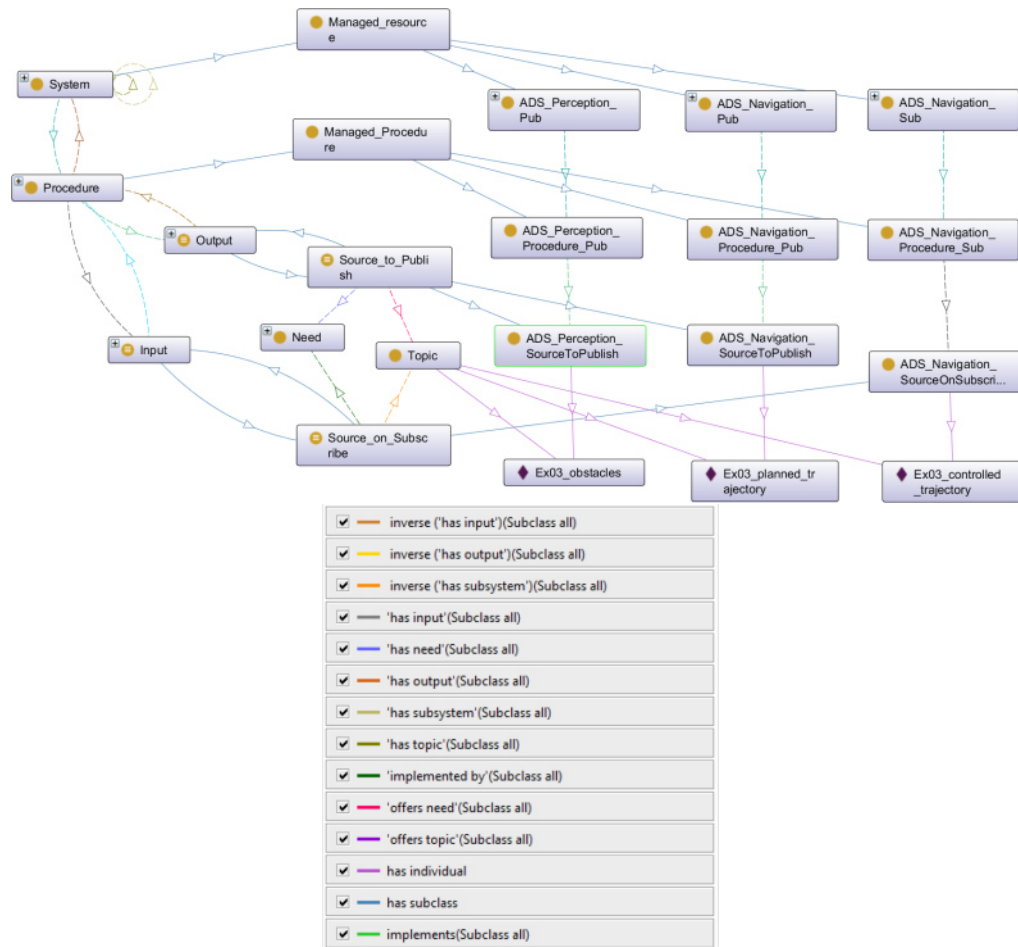 Managed_resourc
e
System
ADS_Perception_
Pub
ADS_Navigation_
Pub
ADS_Navigation_
Sub
Managed_Procedu
re
Procedure
Output
ADS_Perception_
Procedure_Pub
ADS_Navigation_
Procedure_Pub
ADS_Navigation_
Procedure_Sub
Source_to_Publi
sh
Need
Input
Topic
ADS_Perception_
SourceToPublish
ADS_Navigation_
SourceToPublish
ADS_Navigation_
SourceOnSubscri...
Source_on_Subsc
ribe
Ex03_obstacles
Ex03_planned_tr
ajectory
Ex03_controlled
_trajectory
inverse ('has input')(Subclass all)
inverse ('has output')(Subclass all)
inverse ('has subsystem')(Subclass all)
'has input'(Subclass all)
'has need'(Subclass all)
'has output'(Subclass all)
'has subsystem'(Subclass all)
'has topic'(Subclass all)
'implemented by'(Subclass all)
'offers need'(Subclass all)
'offers topic'(Subclass all)
has individual
has subclass
implements(Subclass all)